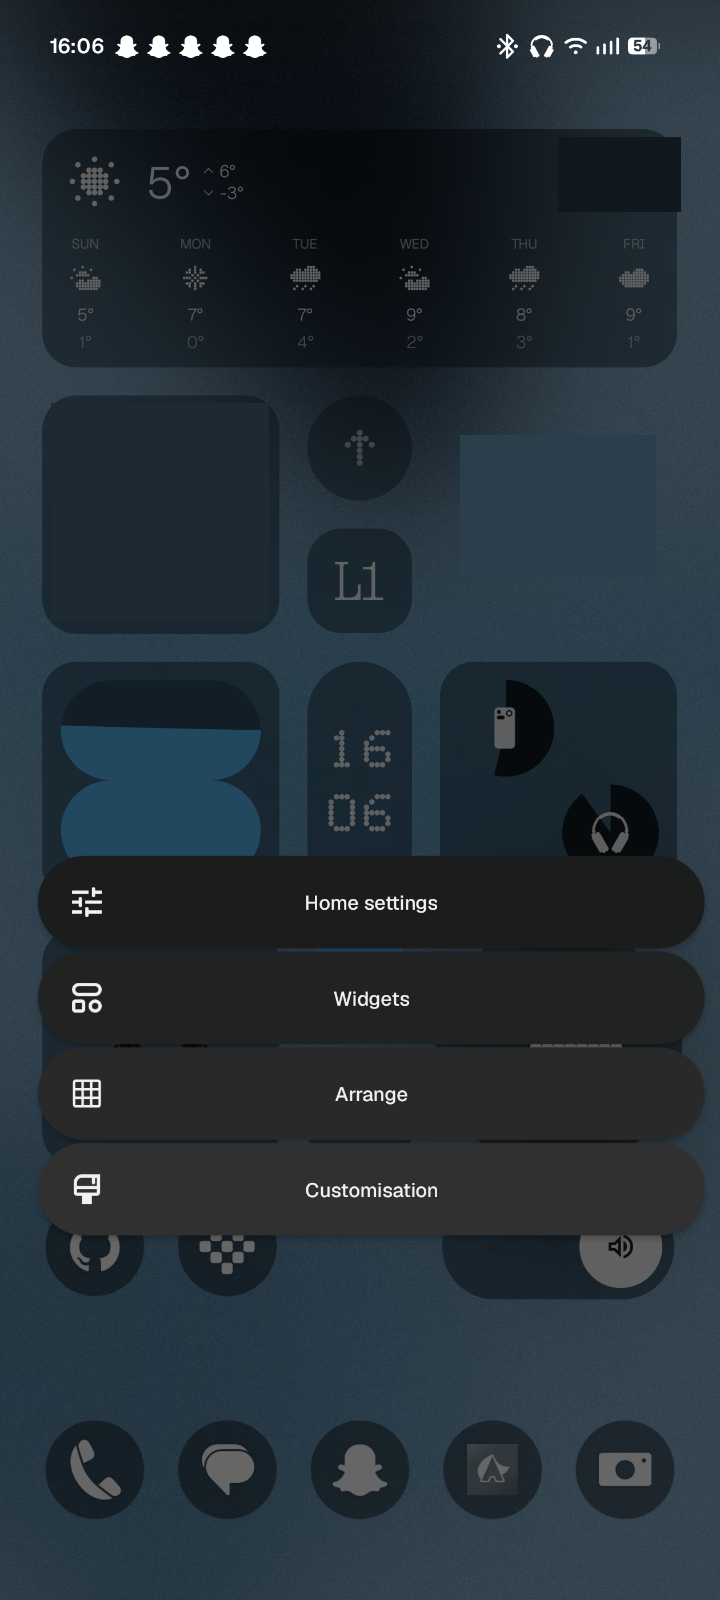 16:06
54
5°
6°
-3°
SUN MON TUE WED THU FRI
5° 7° 7° 9° 8° 9°
1° 0° 4° 2° 3° 1°
L1
16
06
Home settings
Widgets
Arrange
Customisation